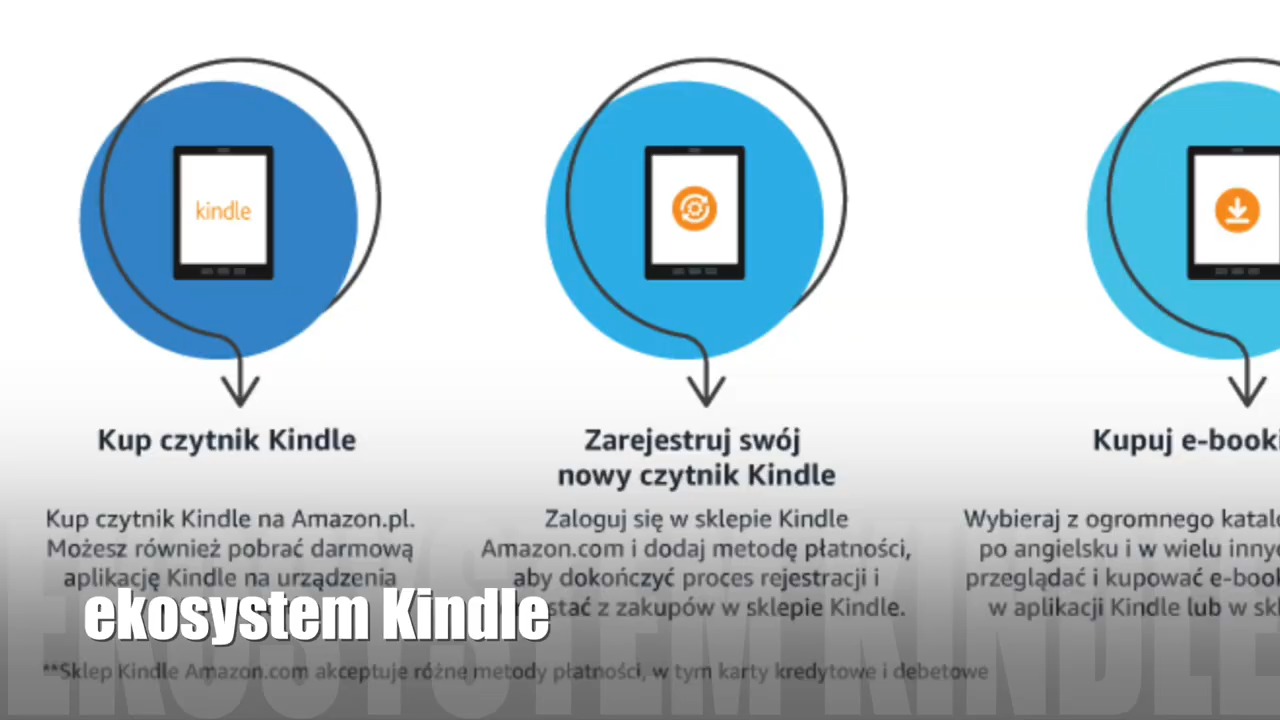 kindle
Kup czytnik Kindle
Kup czytnik Kindle na Amazon.pl.
Możesz również pobrać darmową
aplikację Kindle na urządzenia
Zarejestruj swój
nowy czytnik Kindle
Zaloguj się w sklepie Kindle
Amazon.com i dodaj metodę płatności,
aby dokończyć proces rejestracji i
stać z zakupów w sklepie Kindle.
Kupuj e-booki
Wybieraj z ogromnego katal
po angielsku i w wielu inny
przeglądać i kupować e-boo
w aplikacji Kindle lub w sk
ekosystem Kindle
EKOSYSTEM KINDLE
**Sklep Kindle Amazon.com akceptuje różne metody płatności, w tym karty kredytowe i debetowe